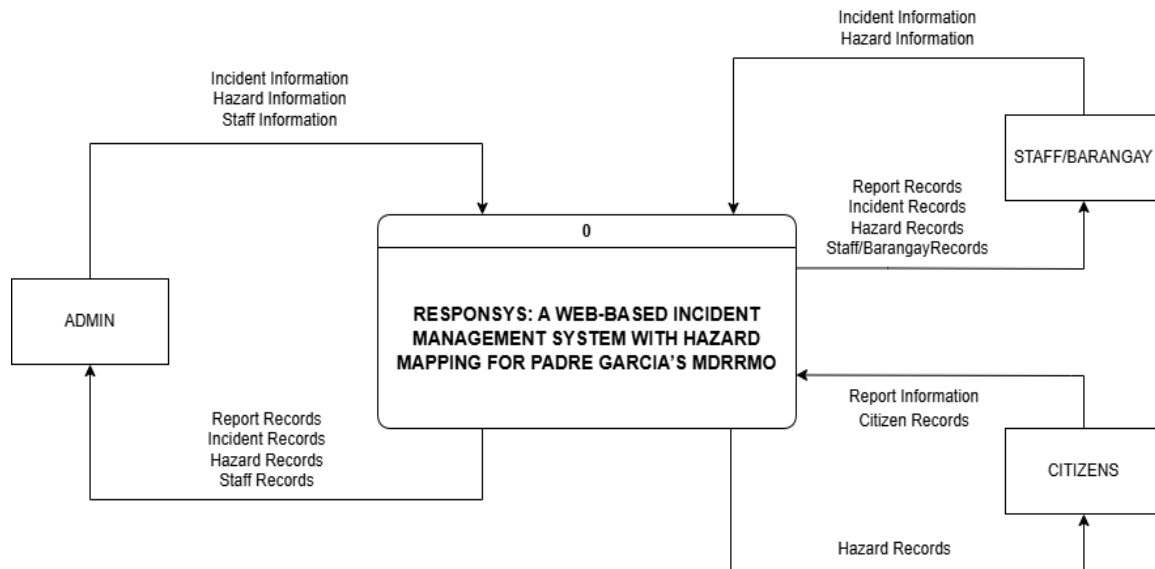 Incident Information
Hazard Information
Incident Information
Hazard Information
Staff Information
STAFF/BARANGAY
Report Records
Incident Records
Hazard Records
Staff/BarangayRecords
0
RESPONSYS: A WEB-BASED INCIDENT
MANAGEMENT SYSTEM WITH HAZARD
MAPPING FOR PADRE GARCIA'S MDRRMO
ADMIN
Report Information
Citizen Records
Report Records
Incident Records
Hazard Records
Staff Records
CITIZENS
Hazard Records